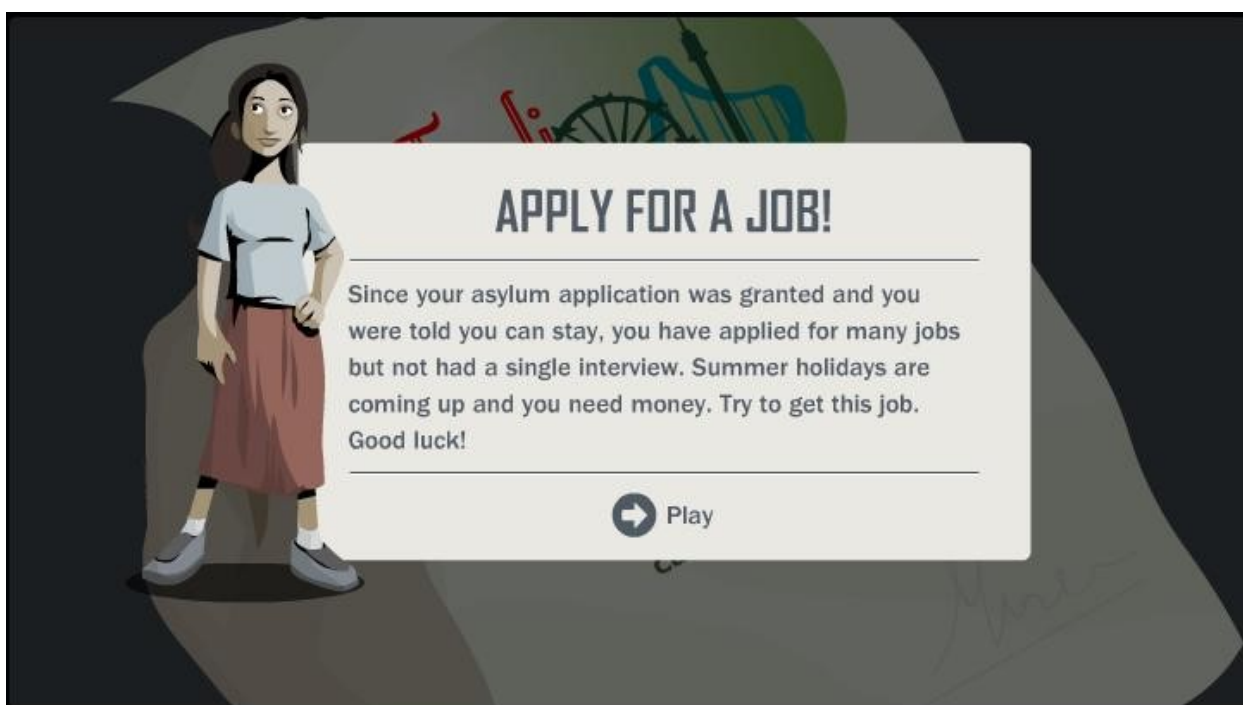 APPLY FOR A JOB!
Since your asylum application was granted and you
were told you can stay, you have applied for many jobs
but not had a single interview. Summer holidays are
coming up and you need money. Try to get this job.
Good luck!
Play